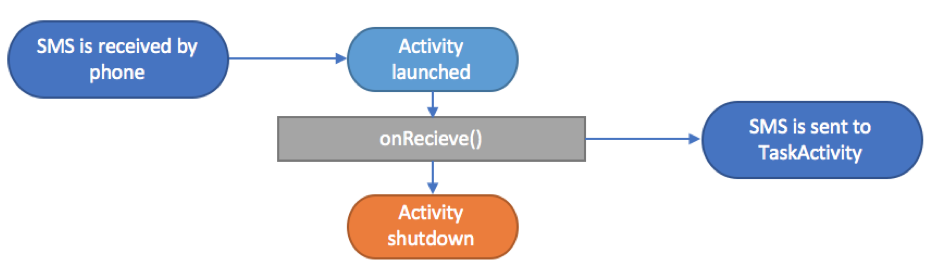 SMS is received by
phone
Activity
launched
onRecieve()
SMS is sent to
TaskActivity
Activity
shutdown